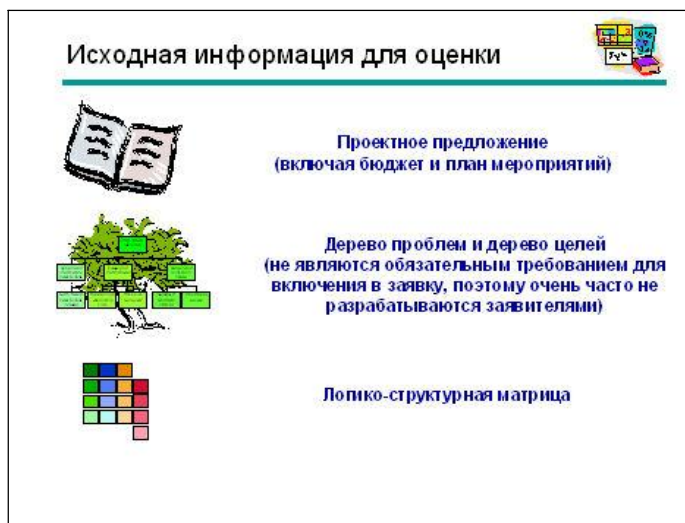 Исходная информация для оценки
Проектное предложение
(включая бюджет и план мероприятий)
Дерево проблем и дерево целей
(не являются обязательным требованием для
включения в заявку, поэтому очень часто не
разрабатываются заявителями)
Логико-структурная матрица